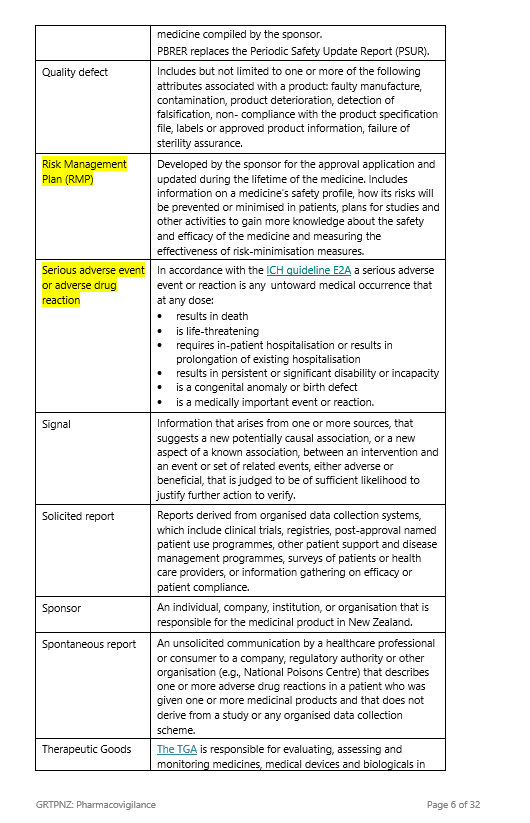 medicine compiled by the sponsor.
PBRER replaces the Periodic Safety Update Report (PSUR).
Quality defect
Includes but not limited to one or more of the following
attributes associated with a product: faulty manufacture,
contamination, product deterioration, detection of
falsification, non- compliance with the product specification
file, labels or approved product information, failure of
sterility assurance.
Risk Management
Plan (RMP)
Developed by the sponsor for the approval application and
updated during the lifetime of the medicine. Includes
information on a medicine's safety profile, how its risks will
be prevented or minimised in patients, plans for studies and
other activities to gain more knowledge about the safety
and efficacy of the medicine and measuring the
effectiveness of risk-minimisation measures.
Serious adverse event
or adverse drug
reaction
In accordance with the ICH guideline E2A a serious adverse
event or reaction is any untoward medical occurrence that
at any dose:
• results in death
• is life-threatening
• requires in-patient hospitalisation or results in
prolongation of existing hospitalisation
• results in persistent or significant disability or incapacity
• is a congenital anomaly or birth defect
• is a medically important event or reaction.
Signal
Information that arises from one or more sources, that
suggests a new potentially causal association, or a new
aspect of a known association, between an intervention and
an event or set of related events, either adverse or
beneficial, that is judged to be of sufficient likelihood to
justify further action to verify.
Solicited report
Reports derived from organised data collection systems,
which include clinical trials, registries, post-approval named
patient use programmes, other patient support and disease
management programmes, surveys of patients or health
care providers, or information gathering on efficacy or
patient compliance.
Sponsor
An individual, company, institution, or organisation that is
responsible for the medicinal product in New Zealand.
Spontaneous report
An unsolicited communication by a healthcare professional
or consumer to a company, regulatory authority or other
organisation (e.g., National Poisons Centre) that describes
one or more adverse drug reactions in a patient who was
given one or more medicinal products and that does not
derive from a study or any organised data collection
scheme.
Therapeutic Goods
The TGA is responsible for evaluating, assessing and
monitoring medicines, medical devices and biologicals in
GRTPNZ: Pharmacovigilance
Page 6 of 32